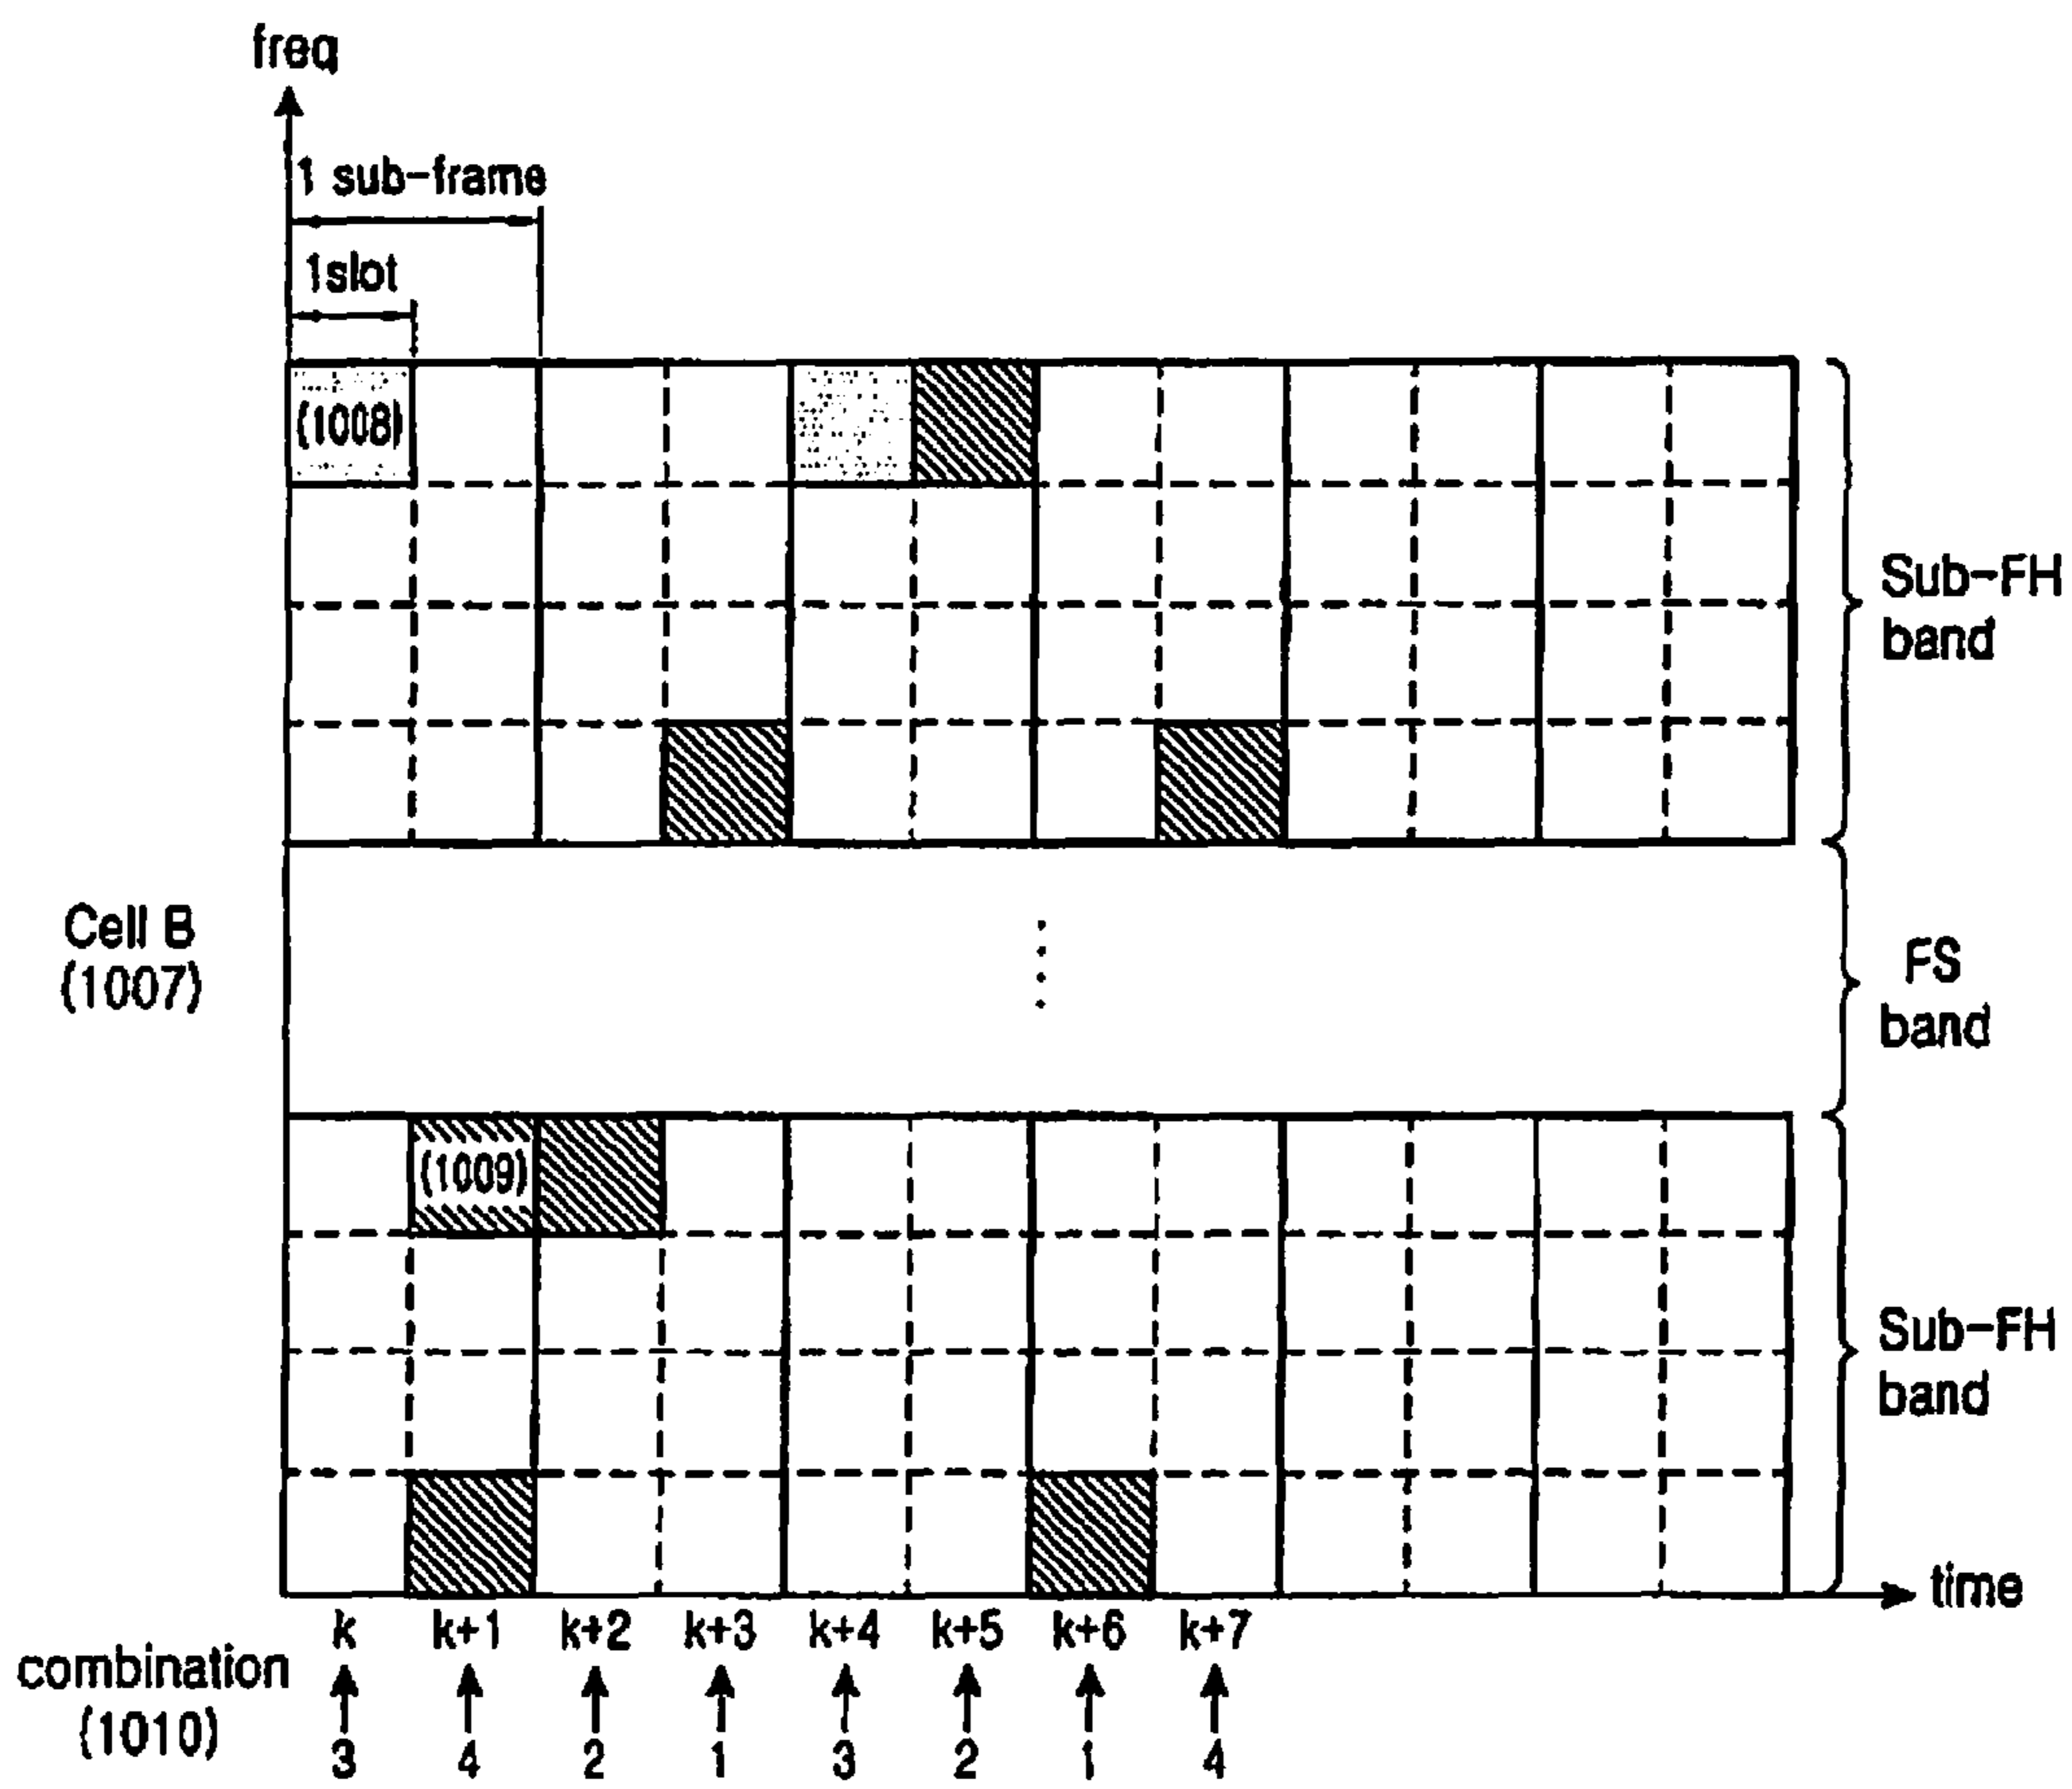 freq
1 sub-frame
1slot
(1008)
Sub-FH
band
Cell B
(1007)
FS
band
(1009)
Sub-FH
band
time
k k+1 k+2 k+3 k+4 k+5 k+6 k+7
combination
(1010)
3 4 2 1 3 2 1 4